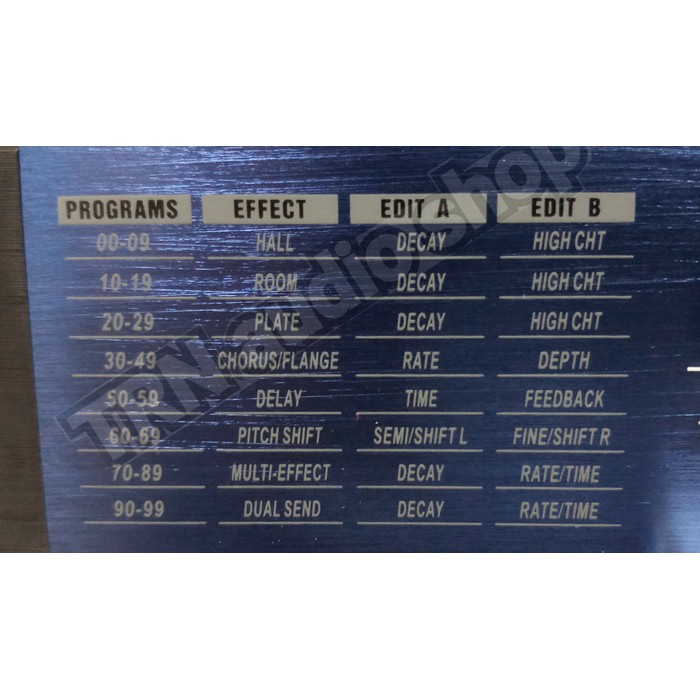 PROGRAMS EFFECT EDIT A EDIT B
00-09 HALL DECAY HIGH CHT
10-19 ROOM DECAY HIGH CHT
20-29 PLATE DECAY HIGH CHT
30-49 CHORUS/FLANGE RATE DEPTH
50-59 DELAY TIME FEEDBACK
60-69 PITCH SHIFT SEMI/SHIFT L FINE/SHIFT R
70-89 MULTI-EFFECT DECAY RATE/TIME
90-99 DUAL SEND DECAY RATE/TIME
TRN audio shop